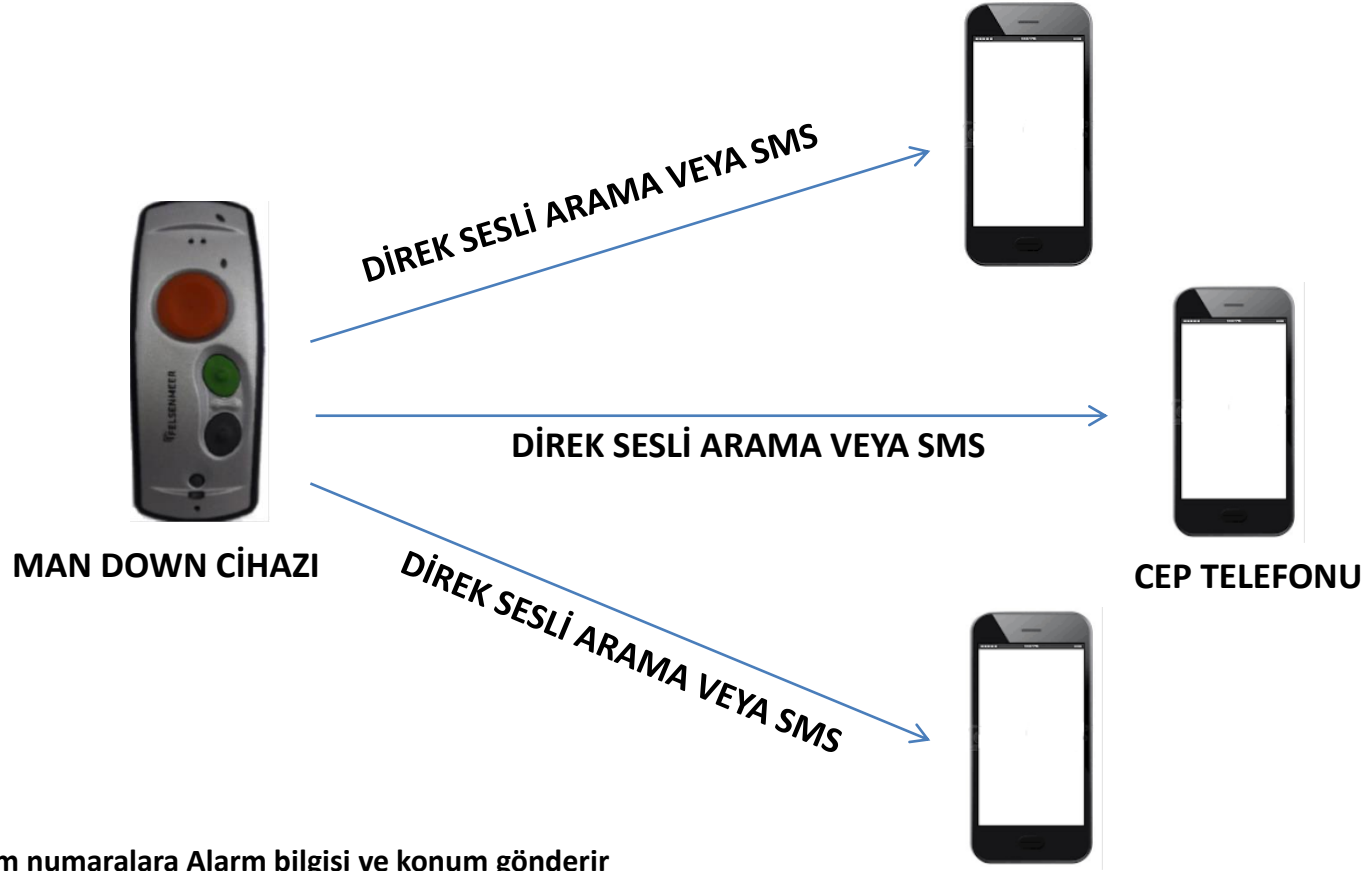 DİREK SESLİ ARAMA VEYA SMS
FELSENMEER
DİREK SESLİ ARAMA VEYA SMS
MAN DOWN CİHAZI
CEP TELEFONU
DİREK SESLİ ARAMA VEYA SMS
numaralara Alarm bilgisi ve konum gönderir